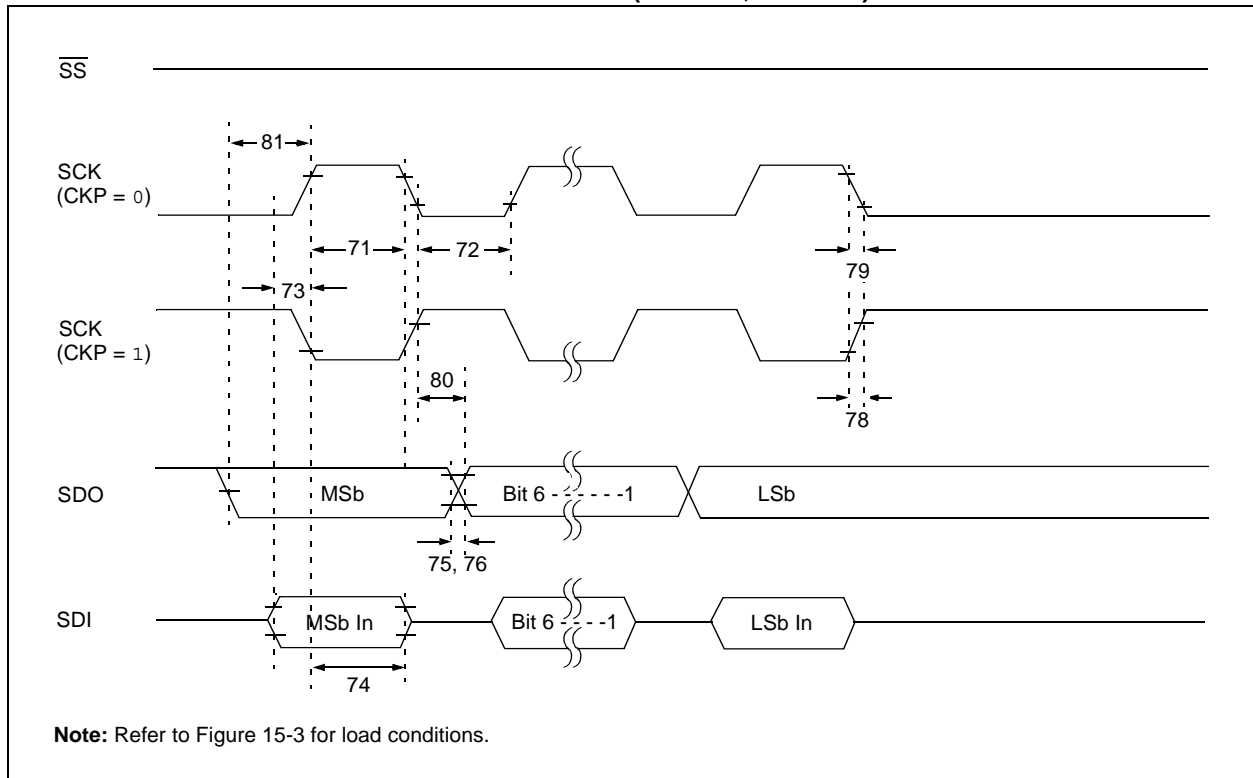 SS
81
SCK
(CKP = 0)
71
72
79
73
SCK
(CKP = 1)
80
78
SDO
MSb
Bit 6 - - - - - - -1
LSb
75, 76
SDI
MSb In
Bit 6 - - - - -1
LSb In
74
Note: Refer to Figure 15-3 for load conditions.